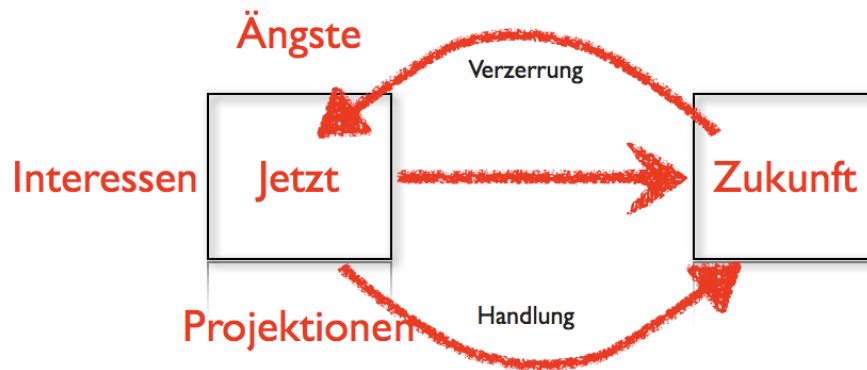 Ängste
Verzerrung
Interessen
Jetzt
Zukunft
Projektionen
Handlung